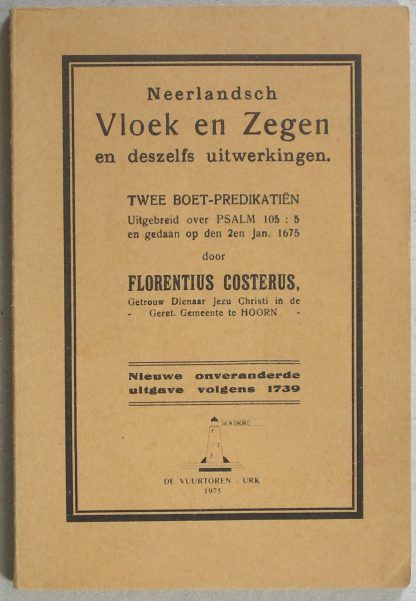 Neerlandsch
Vloek en Zegen
en deszelfs uitwerkingen.
TWEE BOET-PREDIKATIËN
Uitgebreid over PSALM 105 : 5
en gedaan op den 2en Jan. 1675
door
FLORENTIUS COSTERUS,
Getrouw Dienaar Jezu Christi in de
- Geref. Gemeente te HOORN -
Nieuwe onveranderde
uitgave volgens 1739
DE VUURTOREN - URK
1975